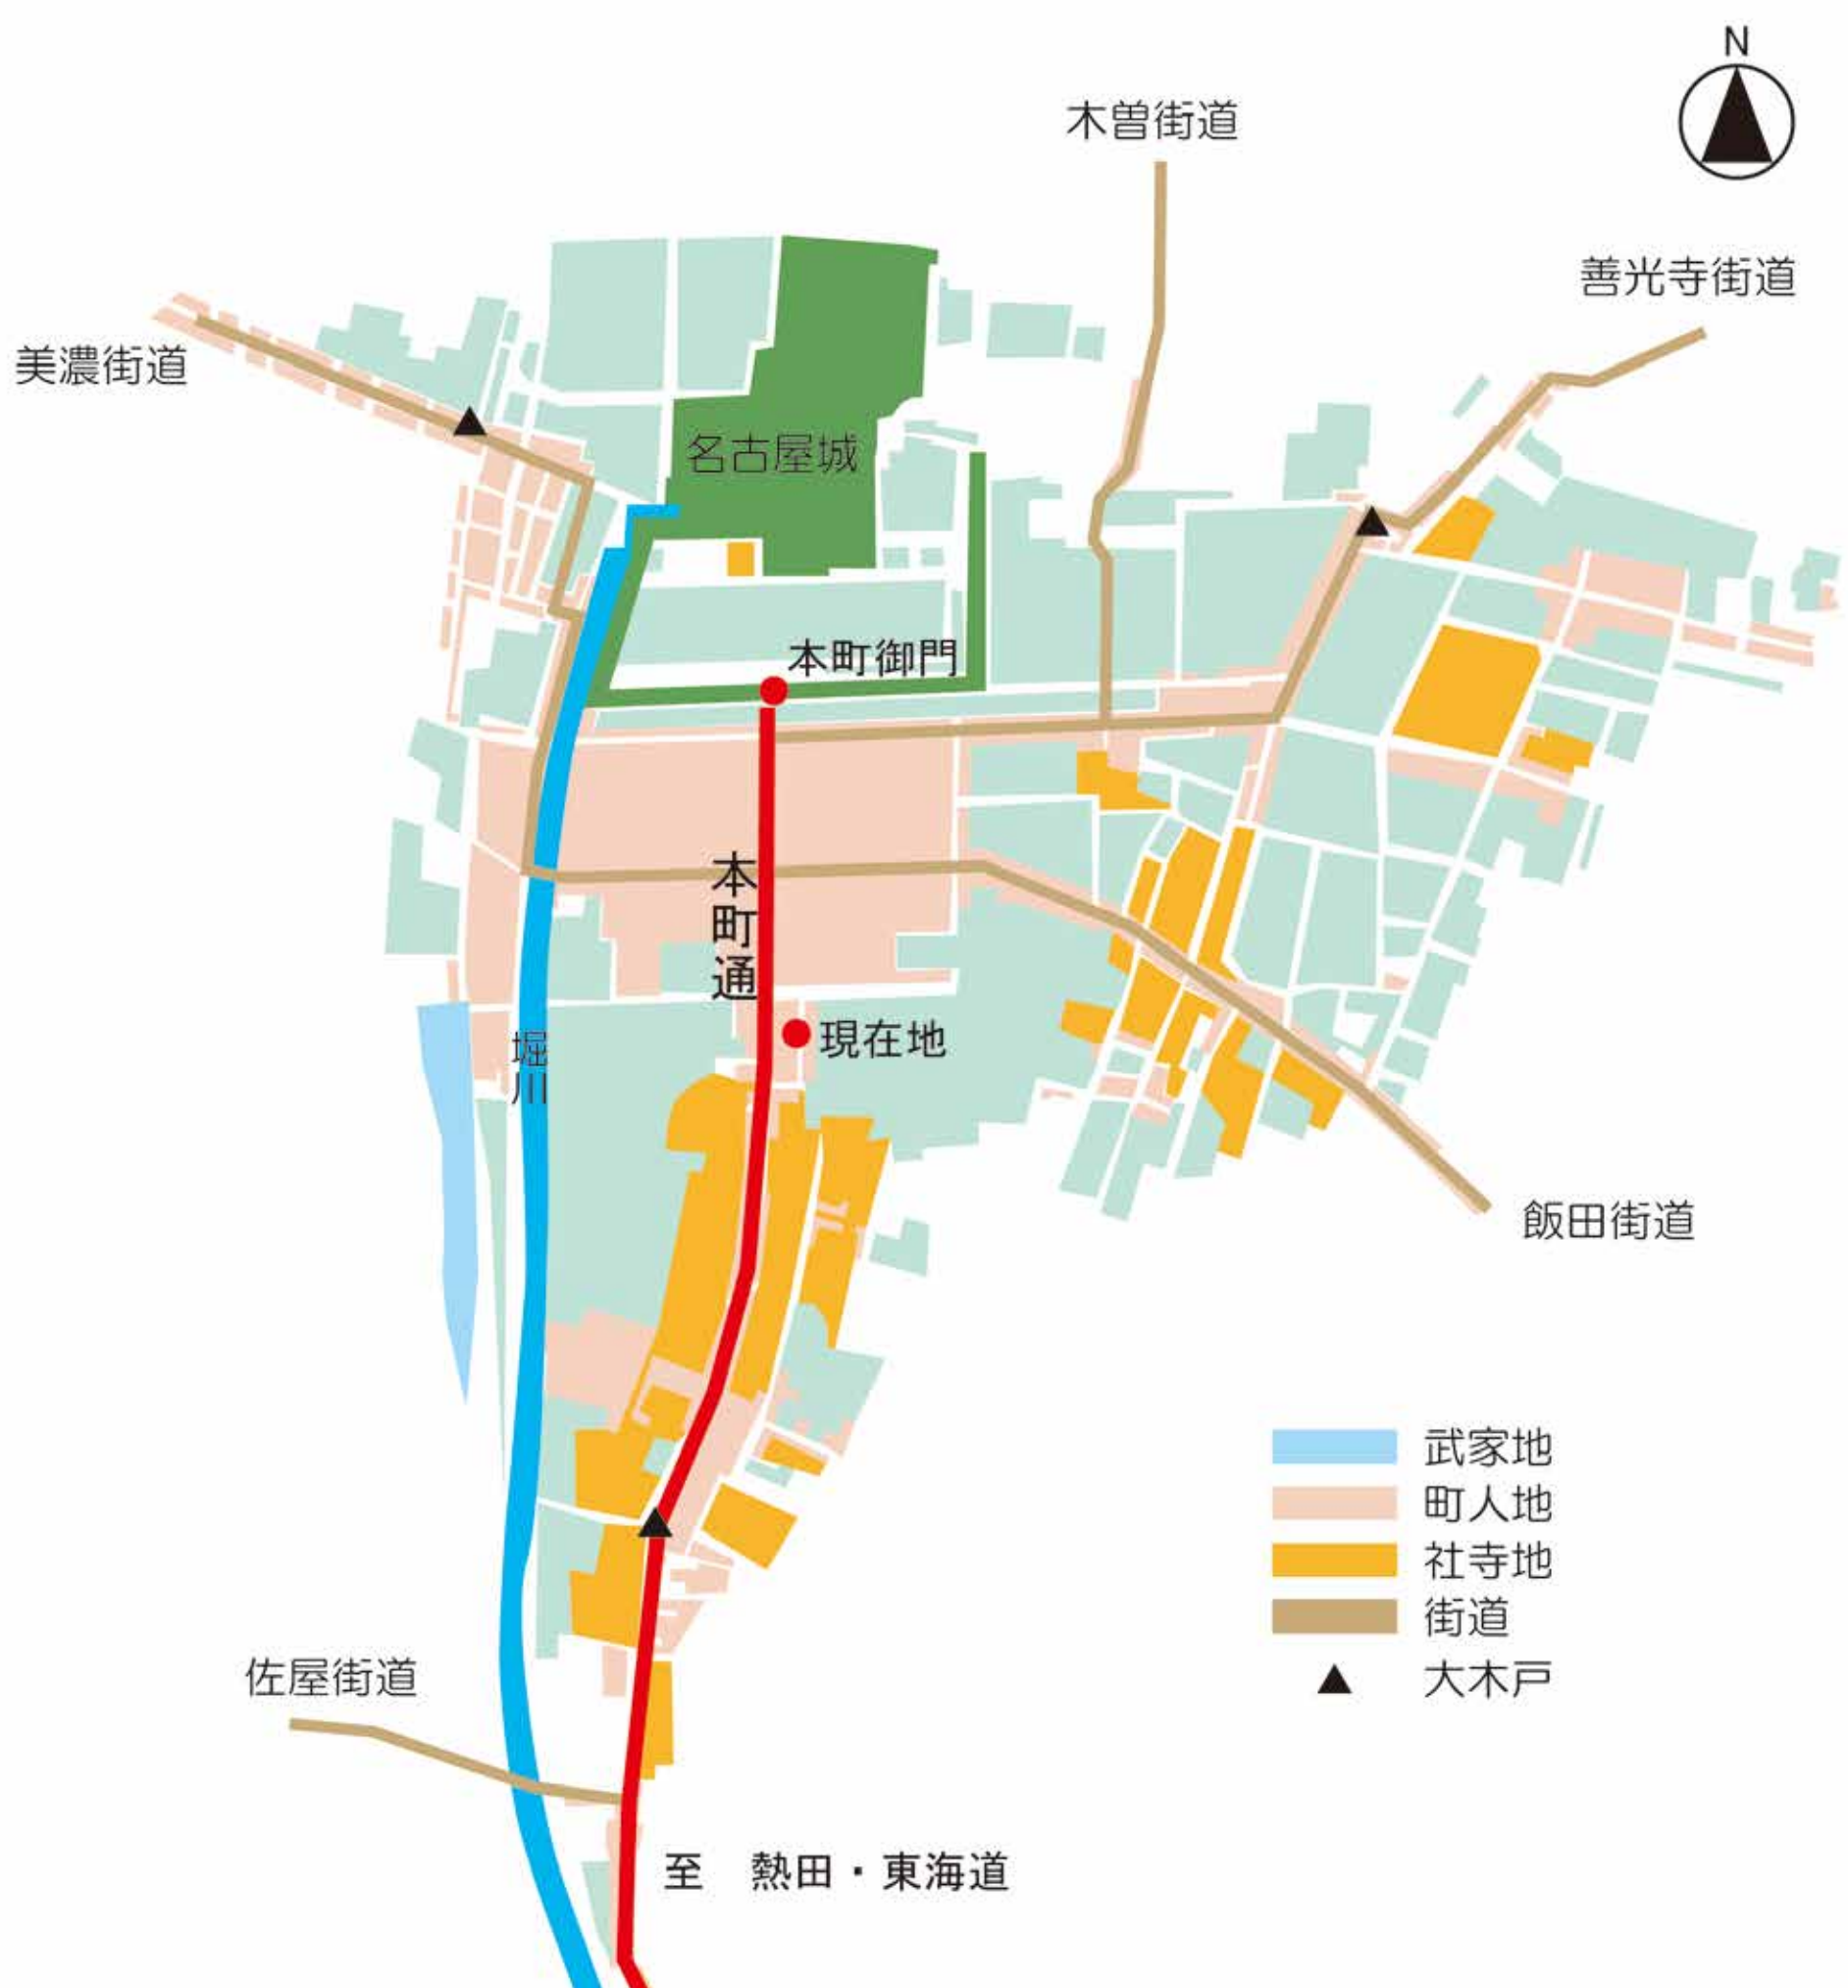 N
木曽街道
善光寺街道
美濃街道
名古屋城
本町御門
本町通
現在地
堀川
飯田街道
武家地
町人地
社寺地
街道
大木戸
佐屋街道
至 熱田・東海道